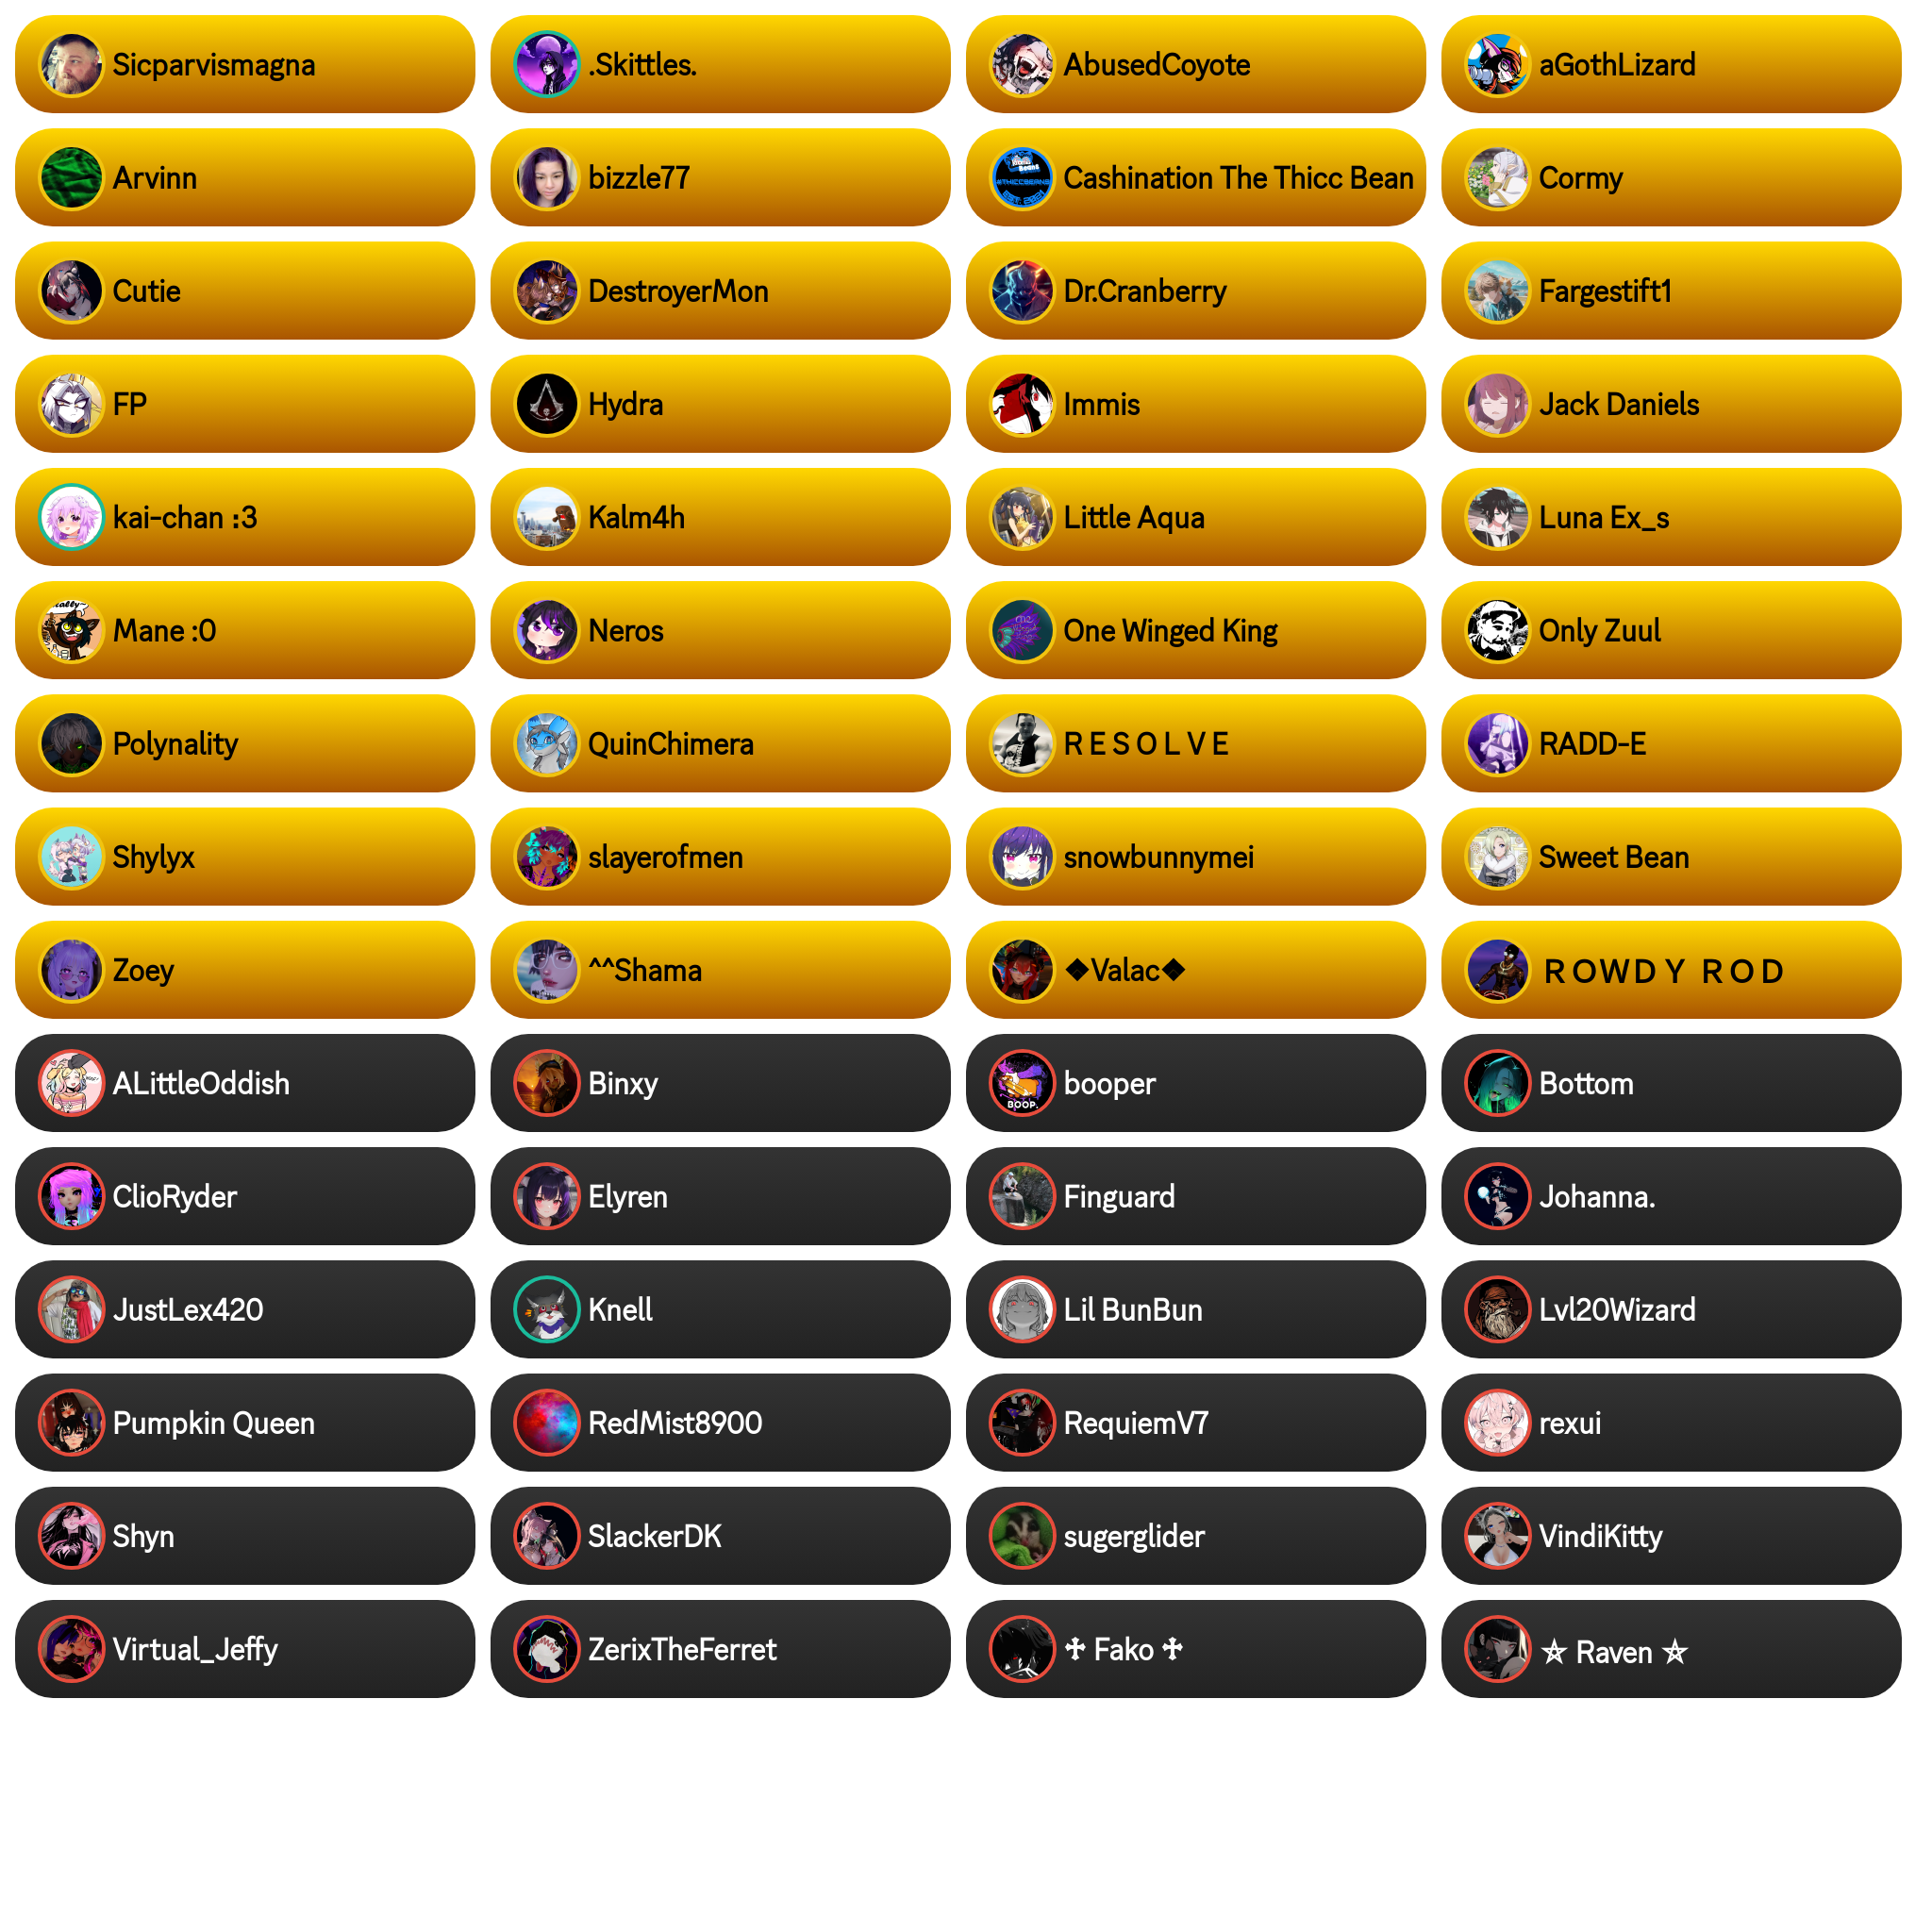 Sicparvismagna
.Skittles.
AbusedCoyote
aGothLizard
Arvinn
bizzle77
Cashination The Thicc Bean
Cormy
Cutie
DestroyerMon
Dr.Cranberry
Fargestift1
FP
Hydra
Immis
Jack Daniels
kai-chan :3
Kalm4h
Little Aqua
Luna Ex_s
Mane :0
Neros
One Winged King
Only Zuul
Polynality
QuinChimera
R E S O L V E
RADD-E
Shylyx
slayerofmen
snowbunnymei
Sweet Bean
Zoey
^^Shama
❖Valac❖
R O W D Y  R O D
ALittleOddish
Binxy
booper
BOOP.
Bottom
ClioRyder
Elyren
Finguard
Johanna.
JustLex420
Knell
Lil BunBun
Lvl20Wizard
Pumpkin Queen
RedMist8900
RequiemV7
rexui
Shyn
SlackerDK
sugerglider
VindiKitty
Virtual_Jeffy
ZerixTheFerret
♱ Fako ♱
⛤ Raven ⛤